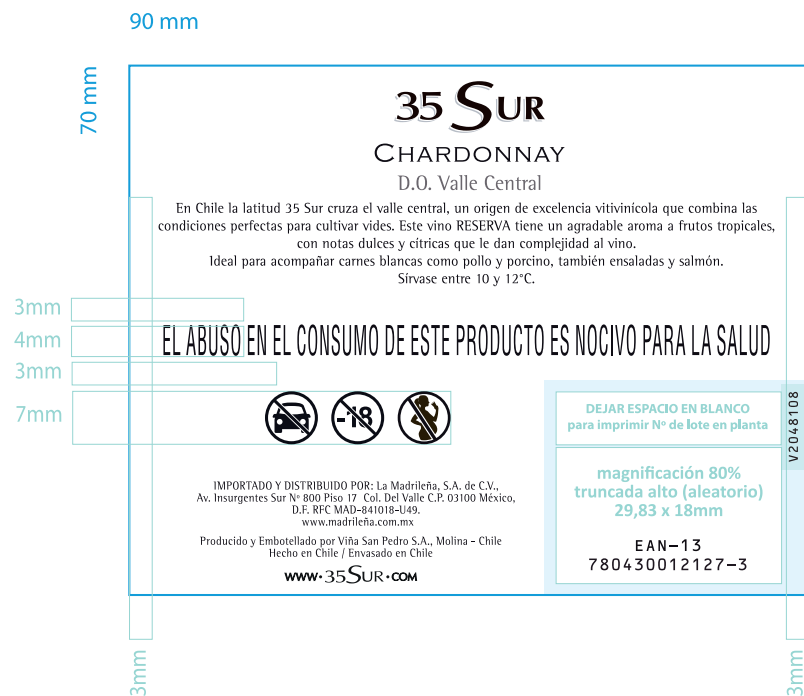 90 mm
70 mm
35 SUR
CHARDONNAY
D.O. Valle Central
En Chile la latitud 35 Sur cruza el valle central, un origen de excelencia vitivinícola que combina las
condiciones perfectas para cultivar vides. Este vino RESERVA tiene un agradable aroma a frutos tropicales,
con notas dulces y cítricas que le dan complejidad al vino.
Ideal para acompañar carnes blancas como pollo y porcino, también ensaladas y salmón.
Sírvase entre 10 y 12°C.
3mm
4mm
EL ABUSO EN EL CONSUMO DE ESTE PRODUCTO ES NOCIVO PARA LA SALUD
3mm
7mm
-18
DEJAR ESPACIO EN BLANCO
para imprimir Nº de lote en planta
V2048108
magnificación 80%
truncada alto (aleatorio)
29,83 x 18mm
EAN-13
780430012127-3
IMPORTADO Y DISTRIBUIDO POR: La Madrileña, S.A. de C.V.,
Av. Insurgentes Sur Nº 800 Piso 17 Col. Del Valle C.P. 03100 México,
D.F. RFC MAD-841018-U49.
www.madrileña.com.mx
Producido y Embotellado por Viña San Pedro S.A., Molina - Chile
Hecho en Chile / Envasado en Chile
WWW·35SUR·COM
3mm
3mm